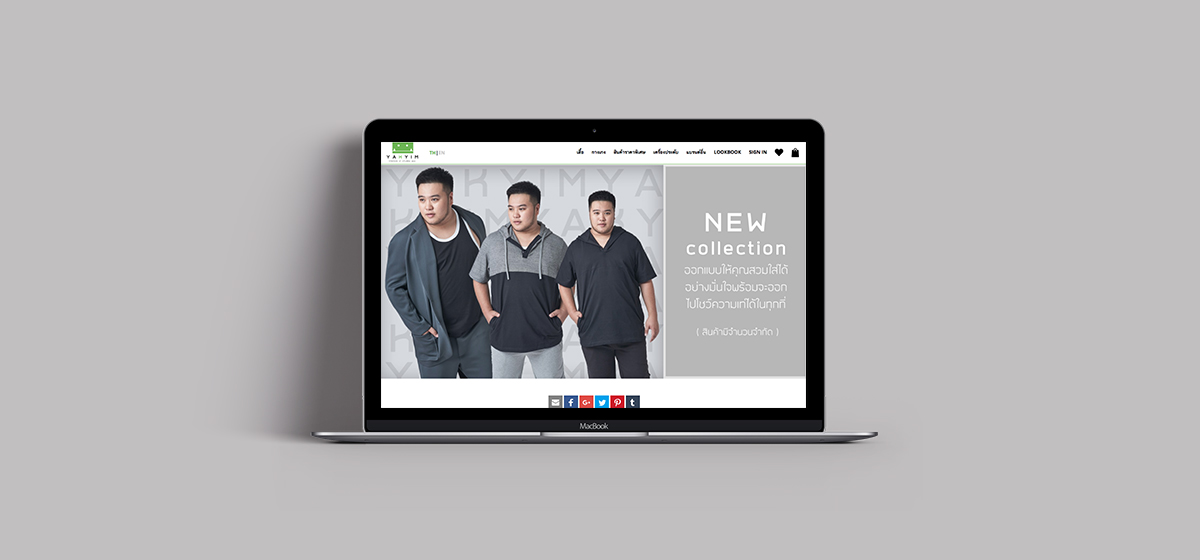 YAKYIM
TH|EN
เสื้อ กางเกง สินค้าราคาพิเศษ เครื่องประดับ แบรนด์อื่น LOOKBOOK SIGN IN
YAKYIMYA
NEW
collection
ออกแบบให้คุณสวมใส่ได้
อย่างมั่นใจพร้อมจะออก
ไปโชว์ความเท่ได้ในทุกที่
( สินค้ามีจำนวนจำกัด )
MacBook